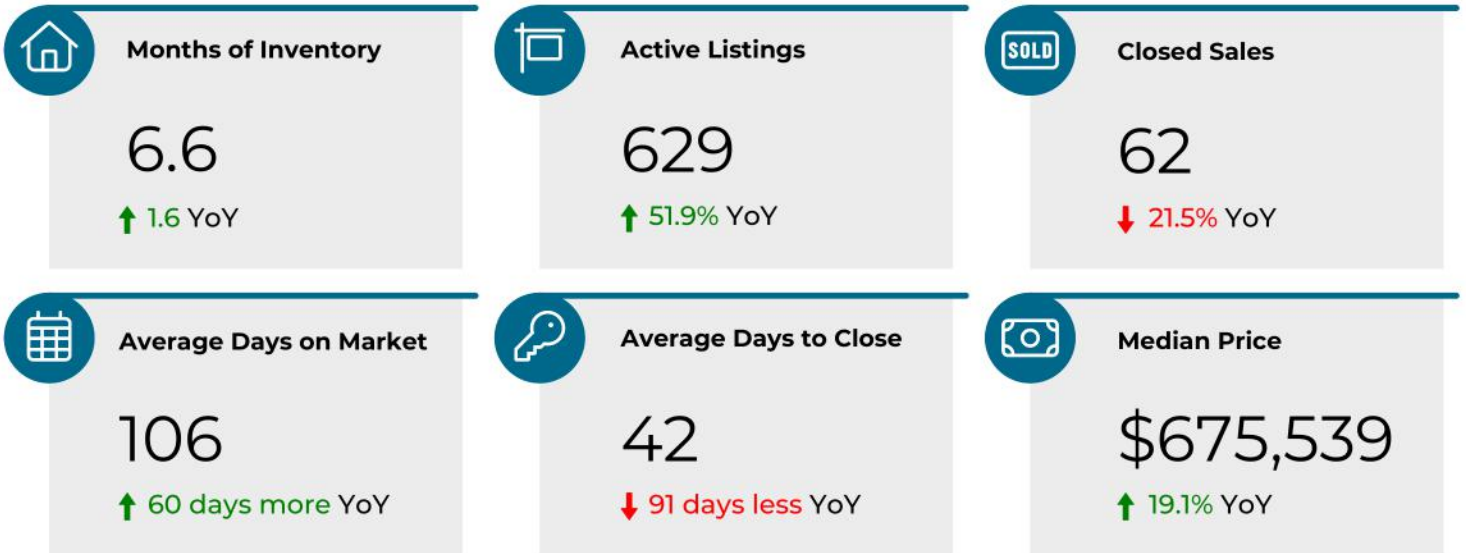 Months of Inventory
6.6
↑ 1.6 YoY
Active Listings
629
↑ 51.9% YoY
SOLD
Closed Sales
62
↓ 21.5% YoY
Average Days on Market
106
↑ 60 days more YoY
Average Days to Close
42
↓ 91 days less YoY
Median Price
$675,539
↑ 19.1% YoY